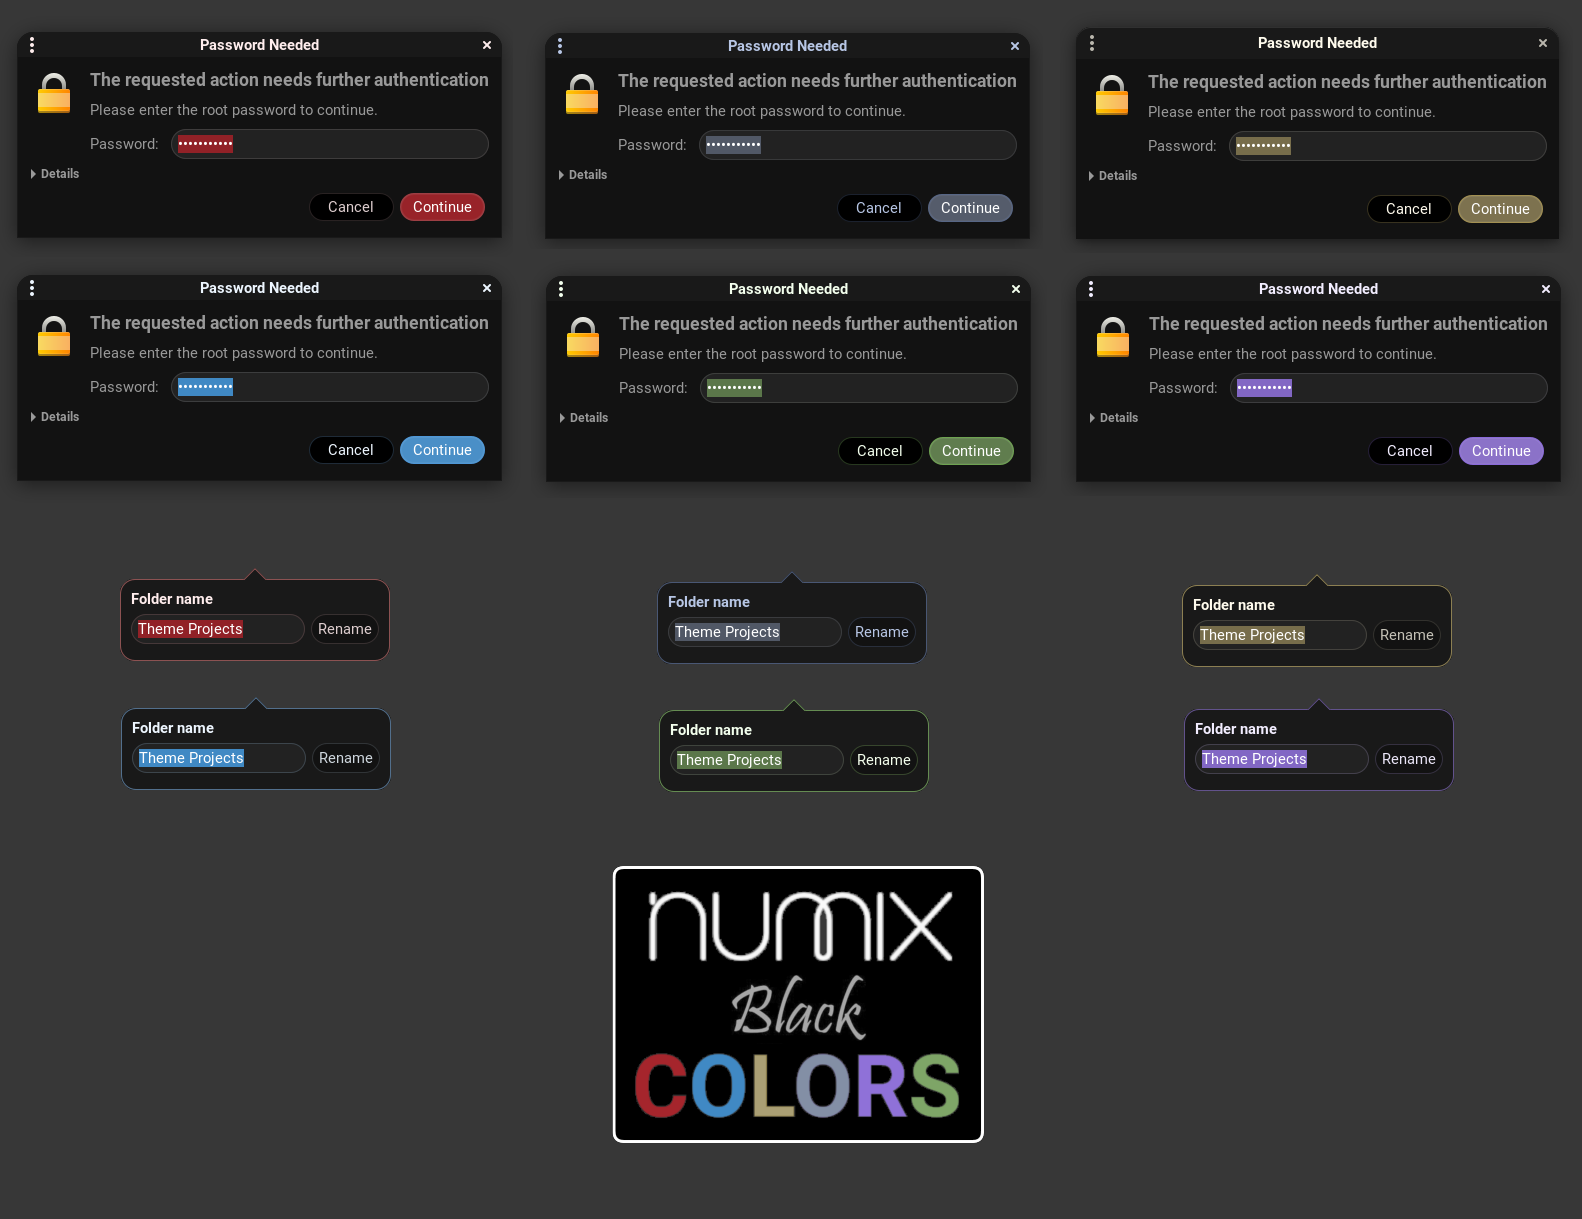 Password Needed
The requested action needs further authentication
Please enter the root password to continue.
Password: •••••••••••
Details
Cancel Continue
Password Needed
The requested action needs further authentication
Please enter the root password to continue.
Password: •••••••••••
Details
Cancel Continue
Password Needed
The requested action needs further authentication
Please enter the root password to continue.
Password: •••••••••••
Details
Cancel Continue
Password Needed
The requested action needs further authentication
Please enter the root password to continue.
Password: •••••••••••
Details
Cancel Continue
Password Needed
The requested action needs further authentication
Please enter the root password to continue.
Password: •••••••••••
Details
Cancel Continue
Password Needed
The requested action needs further authentication
Please enter the root password to continue.
Password: •••••••••••
Details
Cancel Continue
Folder name
Theme Projects Rename
Folder name
Theme Projects Rename
Folder name
Theme Projects Rename
Folder name
Theme Projects Rename
Folder name
Theme Projects Rename
Folder name
Theme Projects Rename
numix
Black
COLORS